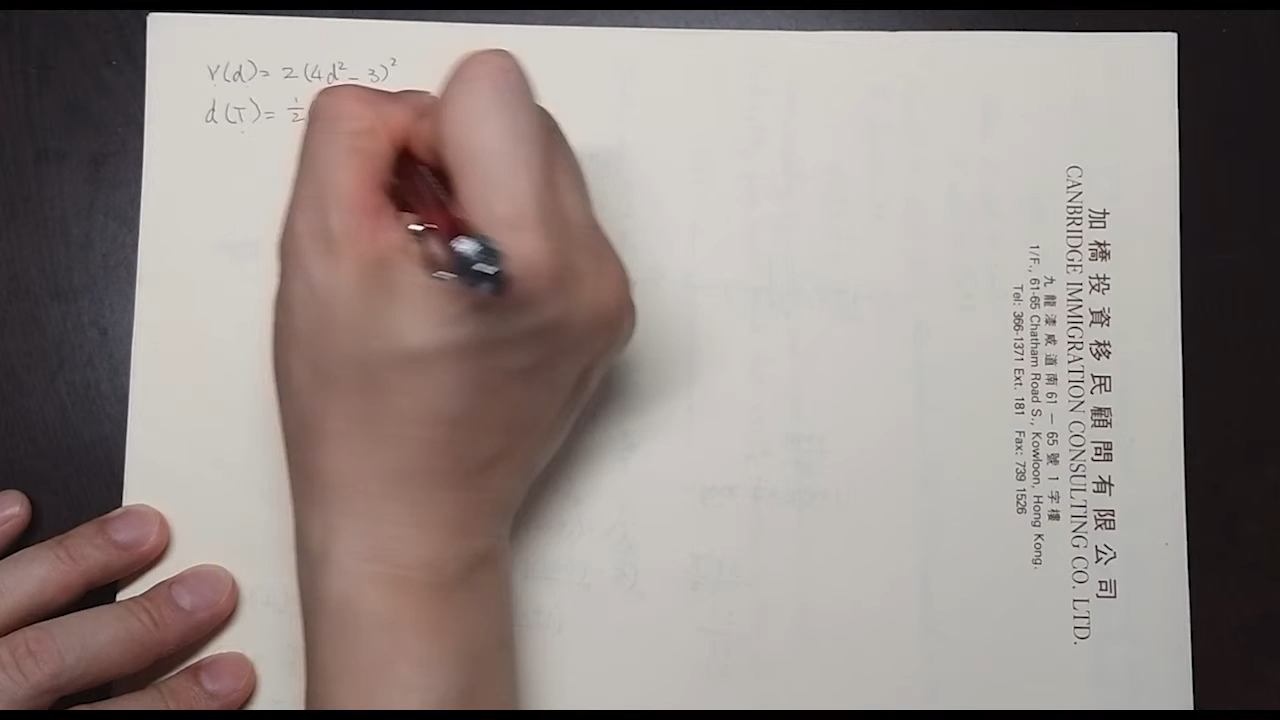 r(d)= 2(4d²-3)²
d(T)= ½
加橋投資移民顧問有限公司
CANBRIDGE IMMIGRATION CONSULTING CO. LTD.
九龍漆咸道南61－65號1字樓
1/F., 61-65 Chatham Road S., Kowloon, Hong Kong.
Tel: 366-1371 Ext. 181 Fax: 739 1526